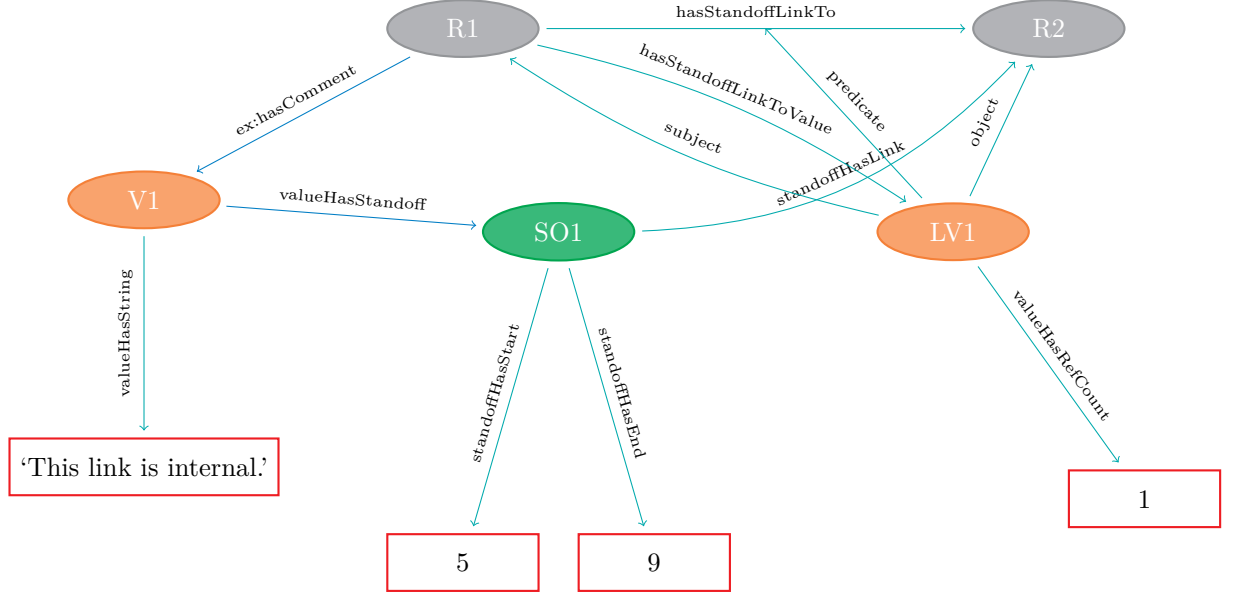 hasStandoffLinkTo
R1
R2
hasStandoffLinkToValue
ex:hasComment
predicate
object
subject
standoffHasLink
V1
valueHasStandoff
SO1
LV1
valueHasString
standoffHasStart
standoffHasEnd
valueHasRefCount
‘This link is internal.’
1
5
9